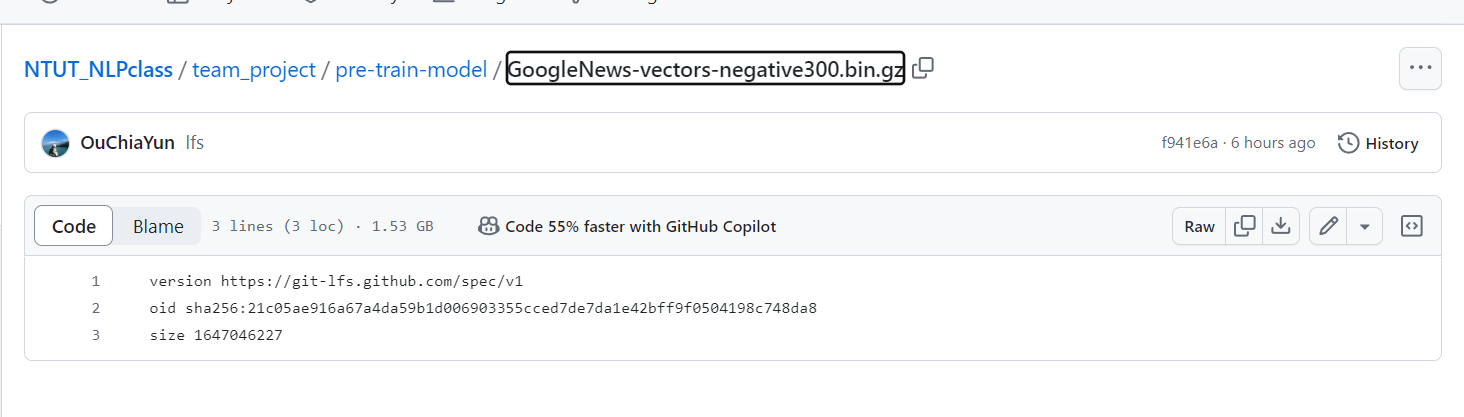 NTUT_NLPclass / team_project / pre-train-model / GoogleNews-vectors-negative300.bin.gz
OuChiaYun lfs f941e6a · 6 hours ago History
Code Blame 3 lines (3 loc) · 1.53 GB Code 55% faster with GitHub Copilot Raw
1 version https://git-lfs.github.com/spec/v1
2 oid sha256:21c05ae916a67a4da59b1d006903355cced7de7da1e42bff9f0504198c748da8
3 size 1647046227